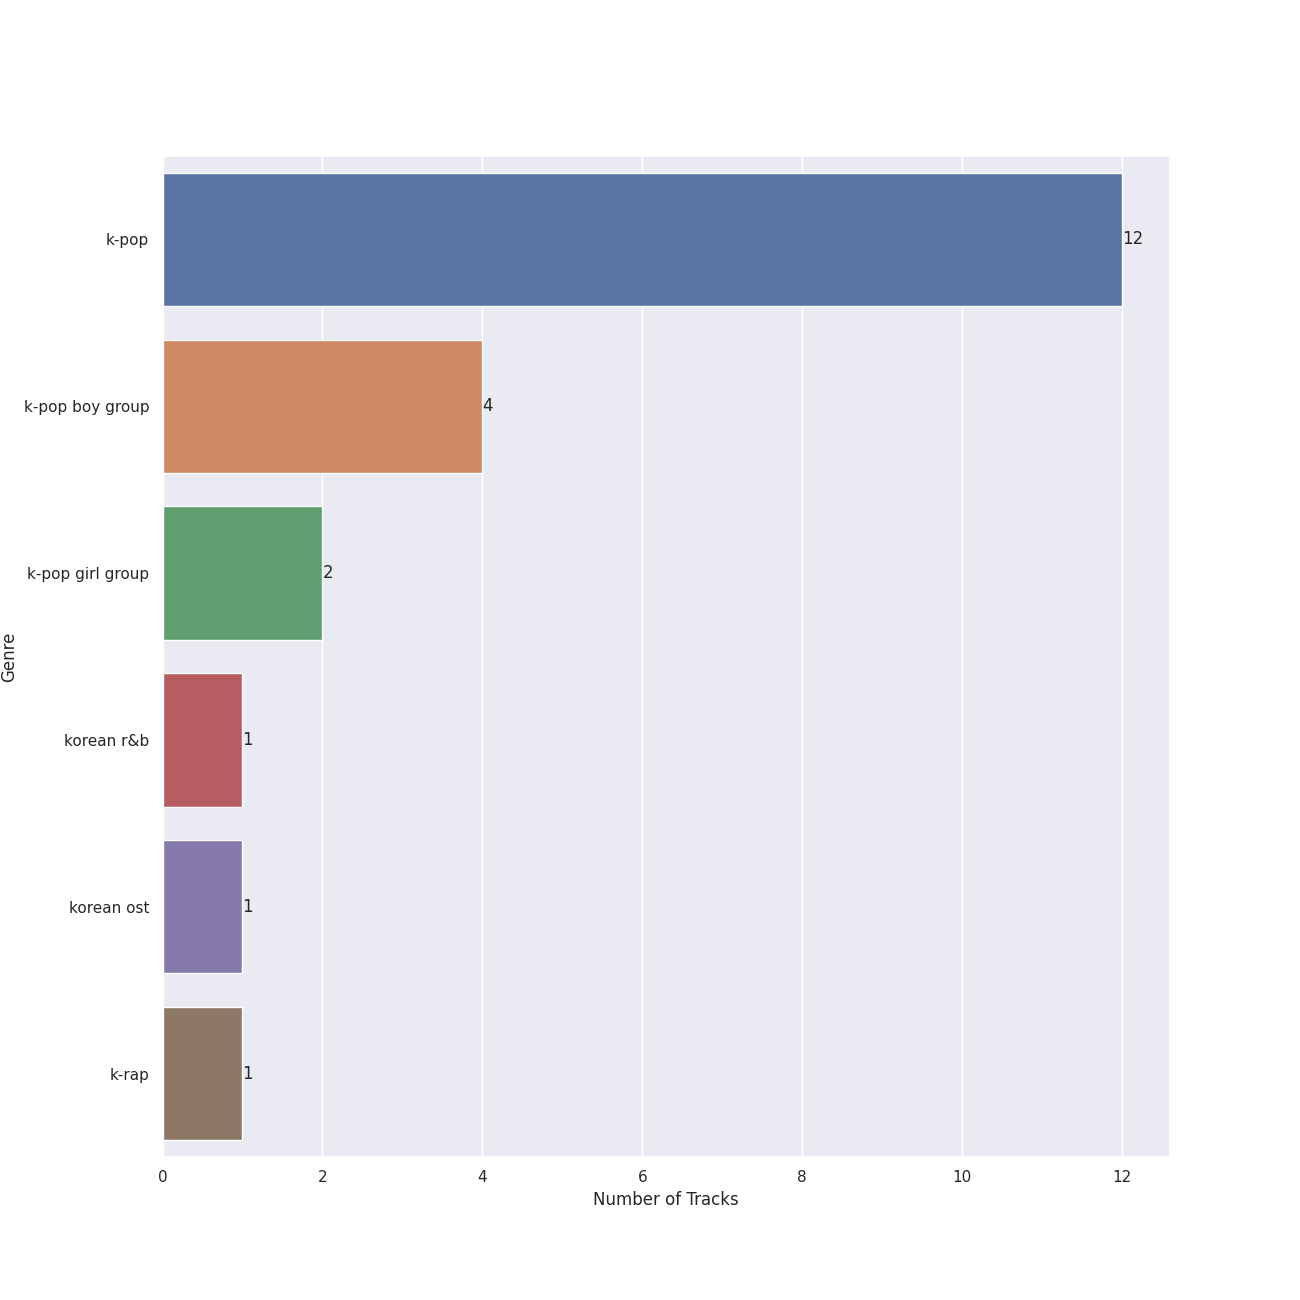 k-pop
12
k-pop boy group
4
k-pop girl group
2
Genre
korean r&b
1
korean ost
1
k-rap
1
0 2 4 6 8 10 12
Number of Tracks